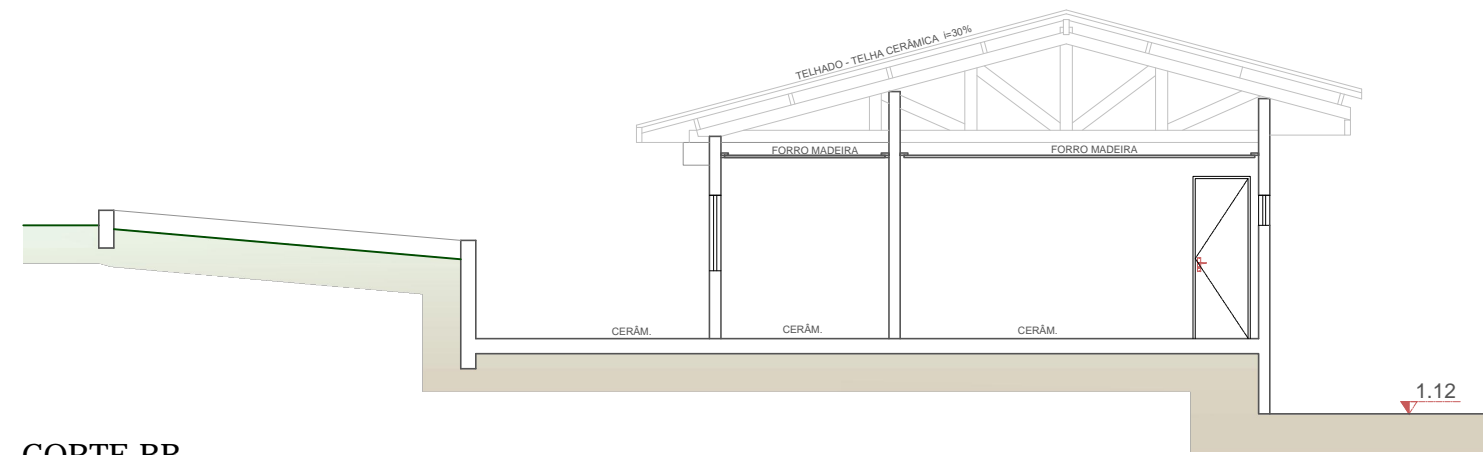 TELHADO - TELHA CERÂMICA i=30%
FORRO MADEIRA
FORRO MADEIRA
CERÂM.
CERÂM.
CERÂM.
1.12
CORTE BB